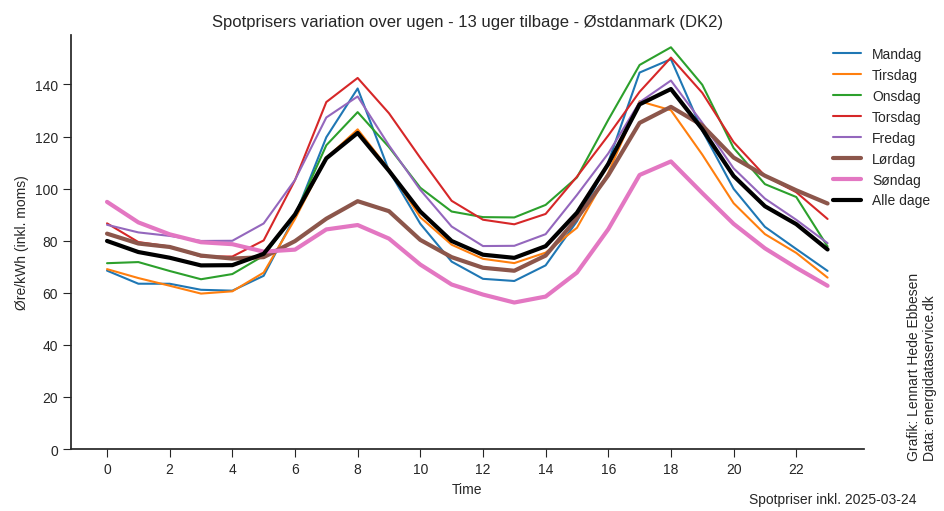 Spotprisers variation over ugen - 13 uger tilbage - Østdanmark (DK2)
Øre/kWh (inkl. moms)
140
120
100
80
60
40
20
0
0 2 4 6 8 10 12 14 16 18 20 22
Time
Mandag
Tirsdag
Onsdag
Torsdag
Fredag
Lørdag
Søndag
Alle dage
Grafik: Lennart Hede Ebbesen
Data: energidataservice.dk
Spotpriser inkl. 2025-03-24